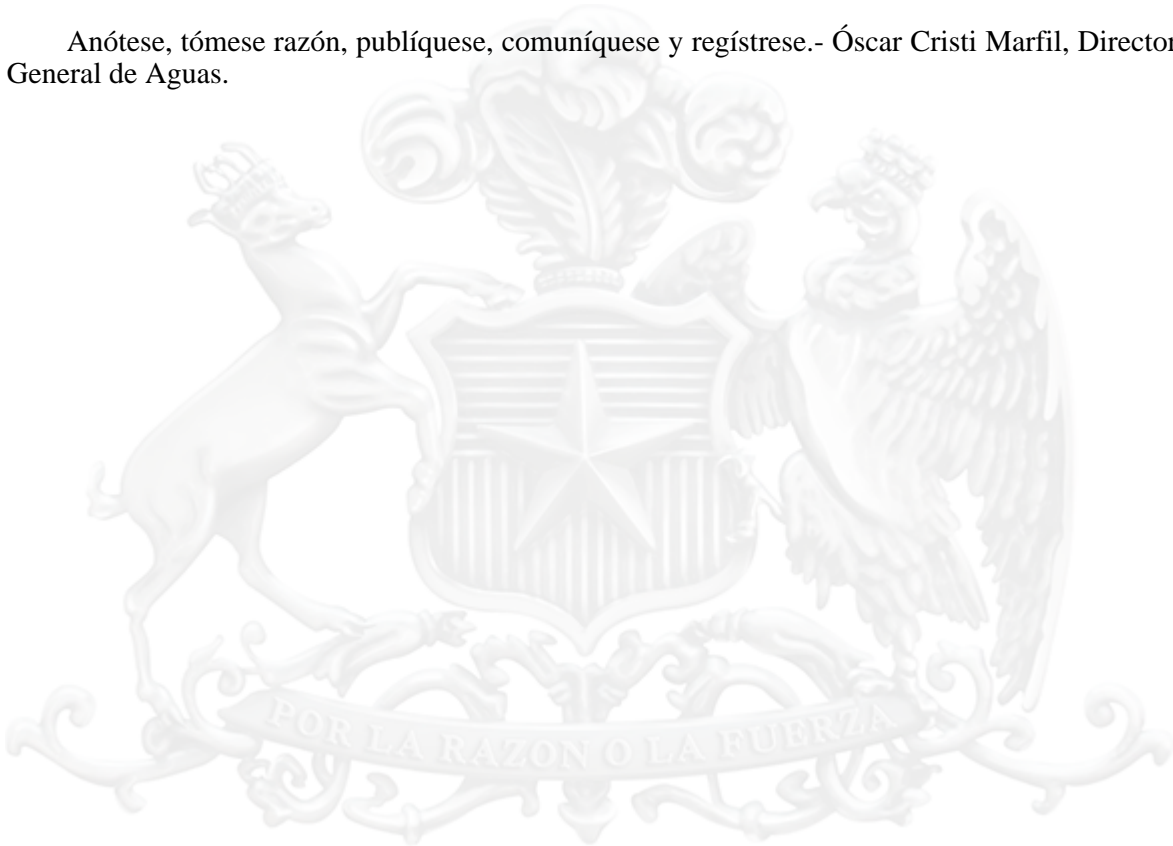 Anótese, tómese razón, publíquese, comuníquese y regístrese.- Óscar Cristi Marfil, Director
General de Aguas.
POR LA RAZON O LA FUERZA